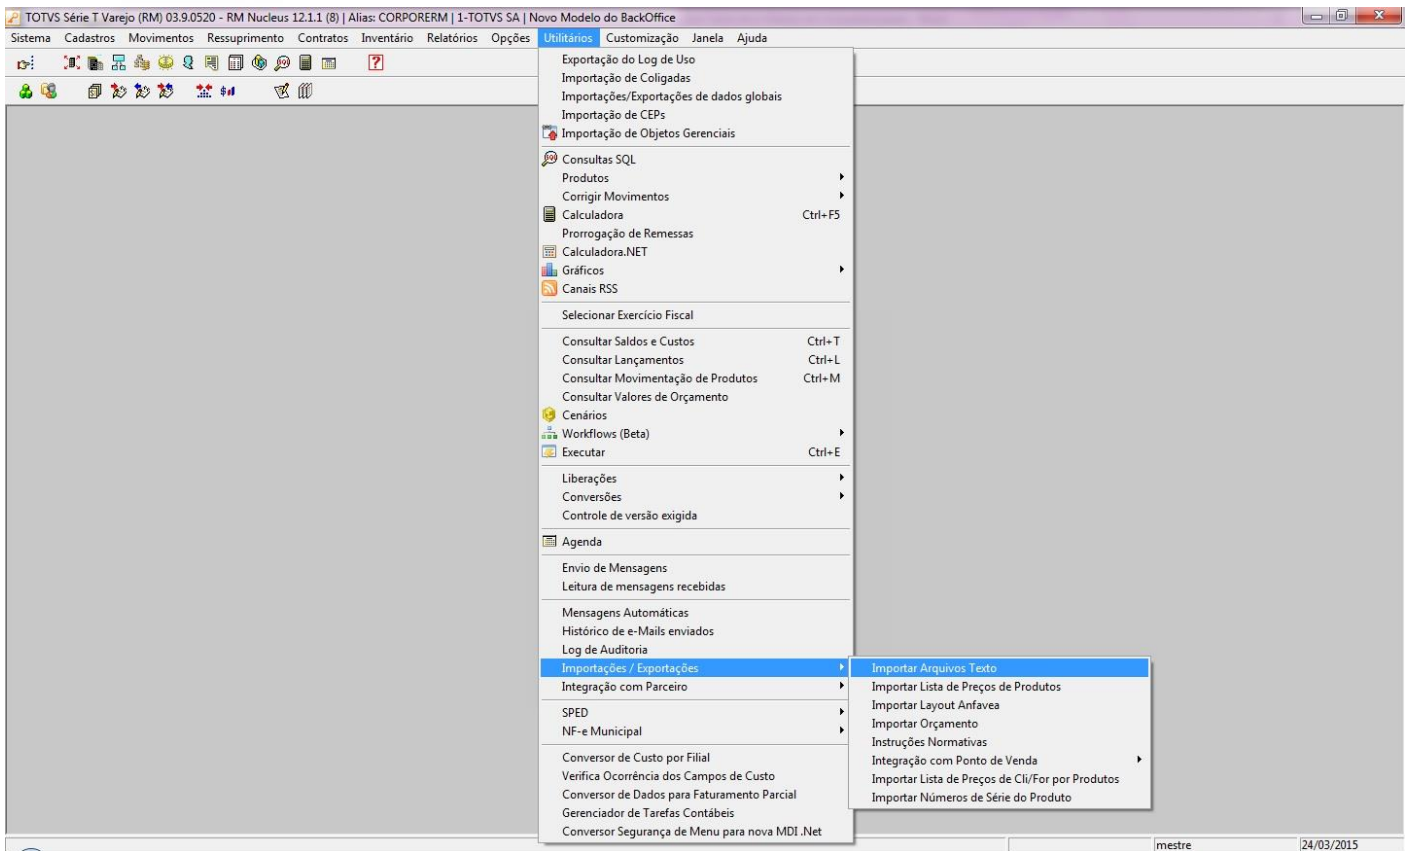 TOTVS Série T Varejo (RM) 03.9.0520 - RM Nucleus 12.1.1 (8) | Alias: CORPORERM | 1-TOTVS SA | Novo Modelo do BackOffice
Sistema Cadastros Movimentos Ressuprimento Contratos Inventário Relatórios Opções Utilitários Customização Janela Ajuda
Exportação do Log de Uso
Importação de Coligadas
Importações/Exportações de dados globais
Importação de CEPs
Importação de Objetos Gerenciais
Consultas SQL
Produtos
Corrigir Movimentos
Calculadora Ctrl+F5
Prorrogação de Remessas
Calculadora.NET
Gráficos
Canais RSS
Selecionar Exercício Fiscal
Consultar Saldos e Custos Ctrl+T
Consultar Lançamentos Ctrl+L
Consultar Movimentação de Produtos Ctrl+M
Consultar Valores de Orçamento
Cenários
Workflows (Beta)
Executar Ctrl+E
Liberações
Conversões
Controle de versão exigida
Agenda
Envio de Mensagens
Leitura de mensagens recebidas
Mensagens Automáticas
Histórico de e-Mails enviados
Log de Auditoria
Importações / Exportações
Integração com Parceiro
SPED
NF-e Municipal
Conversor de Custo por Filial
Verifica Ocorrência dos Campos de Custo
Conversor de Dados para Faturamento Parcial
Gerenciador de Tarefas Contábeis
Conversor Segurança de Menu para nova MDI .Net
Importar Arquivos Texto
Importar Lista de Preços de Produtos
Importar Layout Anfavea
Importar Orçamento
Instruções Normativas
Integração com Ponto de Venda
Importar Lista de Preços de Cli/For por Produtos
Importar Números de Série do Produto
mestre 24/03/2015